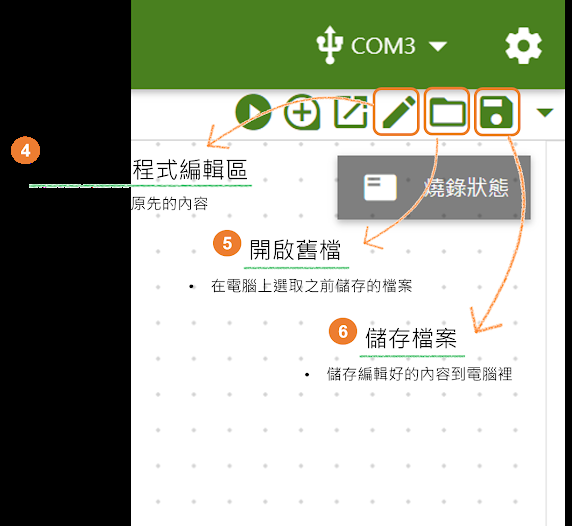 COM3
4
程式編輯區
原先的內容
燒錄狀態
5 開啟舊檔
• 在電腦上選取之前儲存的檔案
6 儲存檔案
• 儲存編輯好的內容到電腦裡